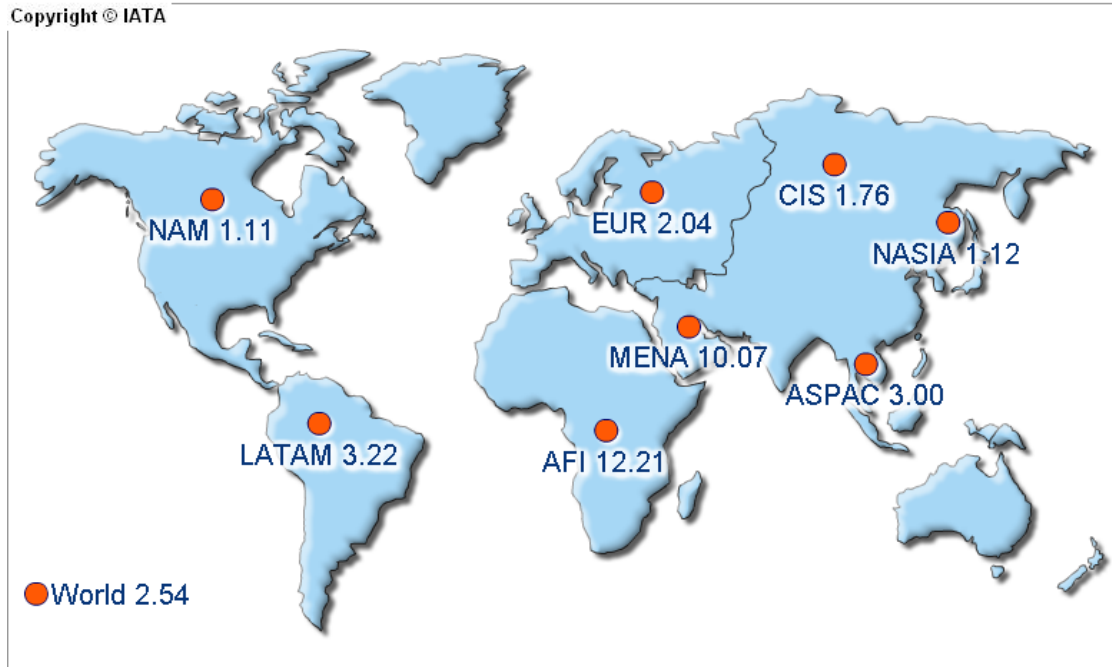 Copyright © IATA
CIS 1.76
NAM 1.11
EUR 2.04
NASIA 1.12
MENA 10.07
ASPAC 3.00
LATAM 3.22
AFI 12.21
World 2.54